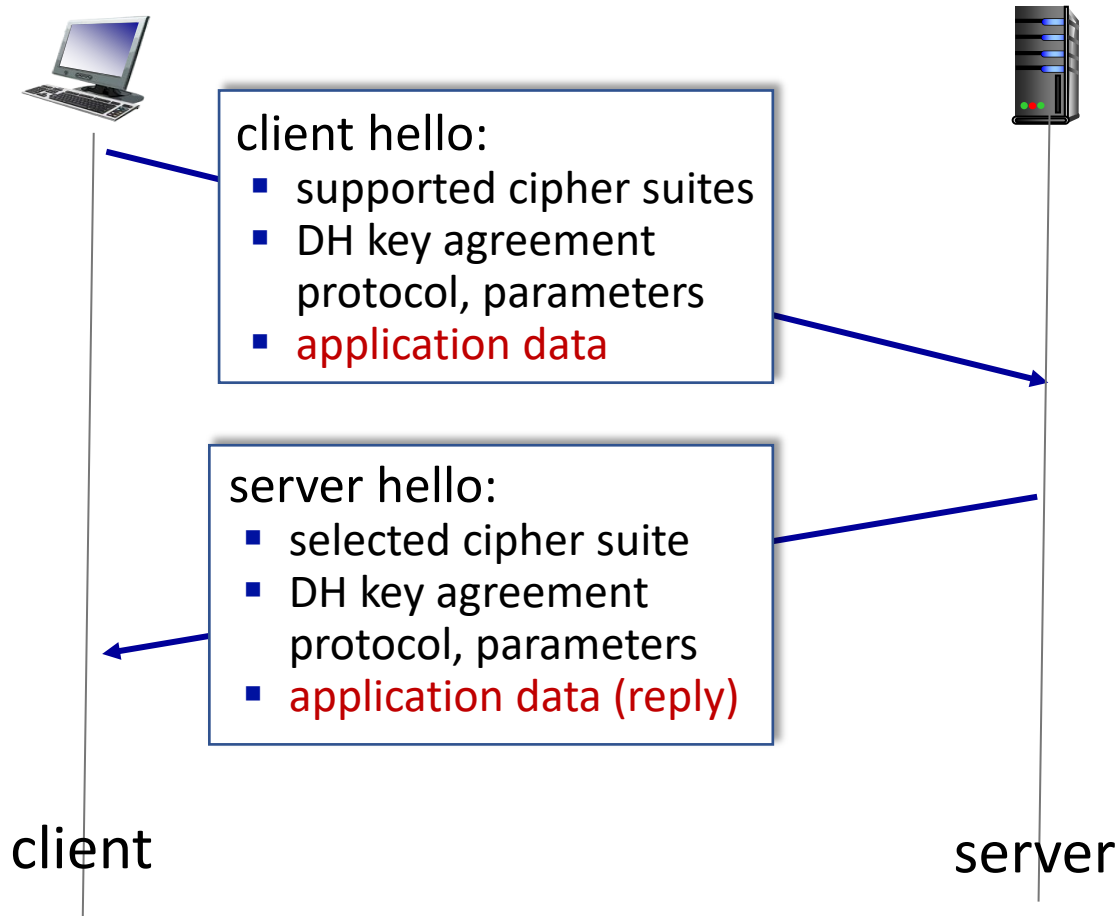 client hello:
▪ supported cipher suites
▪ DH key agreement
protocol, parameters
▪ application data
server hello:
▪ selected cipher suite
▪ DH key agreement
protocol, parameters
▪ application data (reply)
client
server